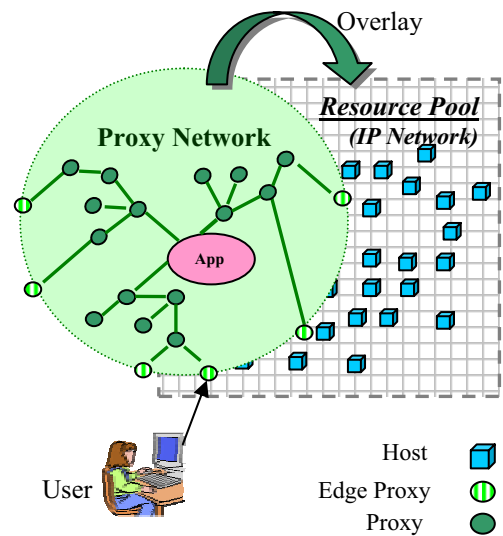 Overlay
Resource Pool
(IP Network)
Proxy Network
App
User
Host
Edge Proxy
Proxy